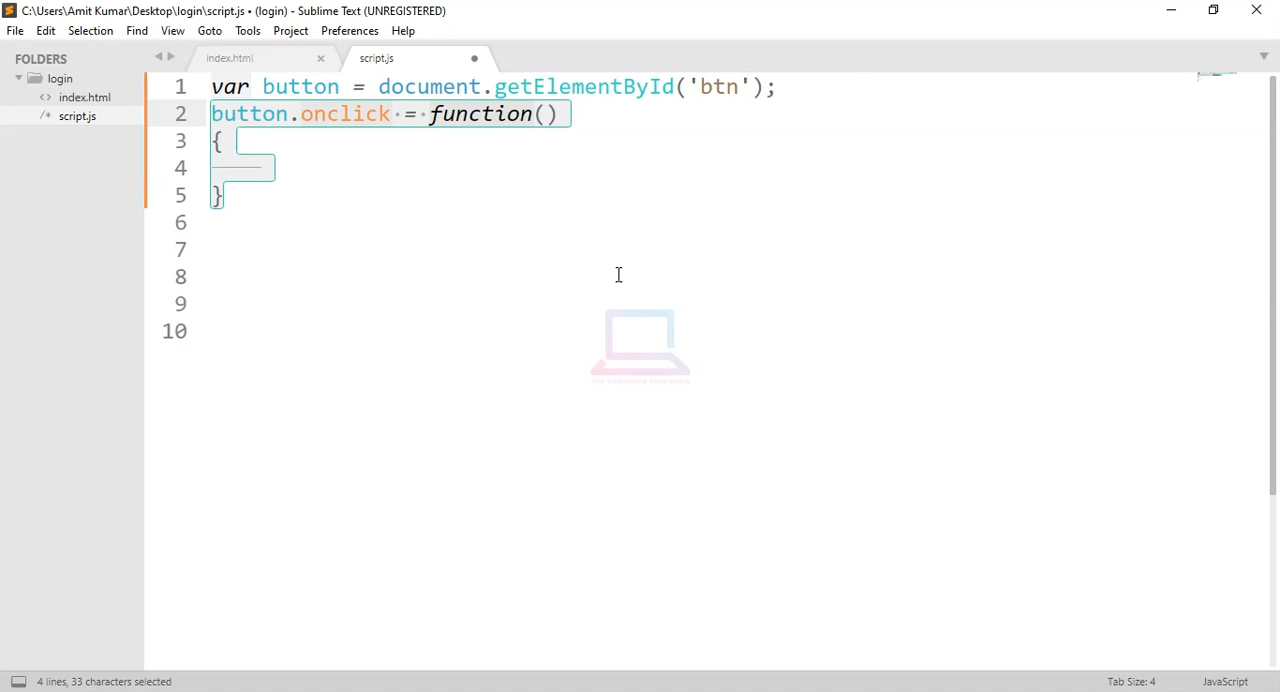 C:\Users\Amit Kumar\Desktop\login\script.js • (login) - Sublime Text (UNREGISTERED)
File Edit Selection Find View Goto Tools Project Preferences Help
FOLDERS
login
<> index.html
/* script.js
index.html ×
script.js
1 var button = document.getElementById('btn');
2 button.onclick = function()
3 {
4
5 }
6
7
8
9
10
4 lines, 33 characters selected
Tab Size: 4
JavaScript